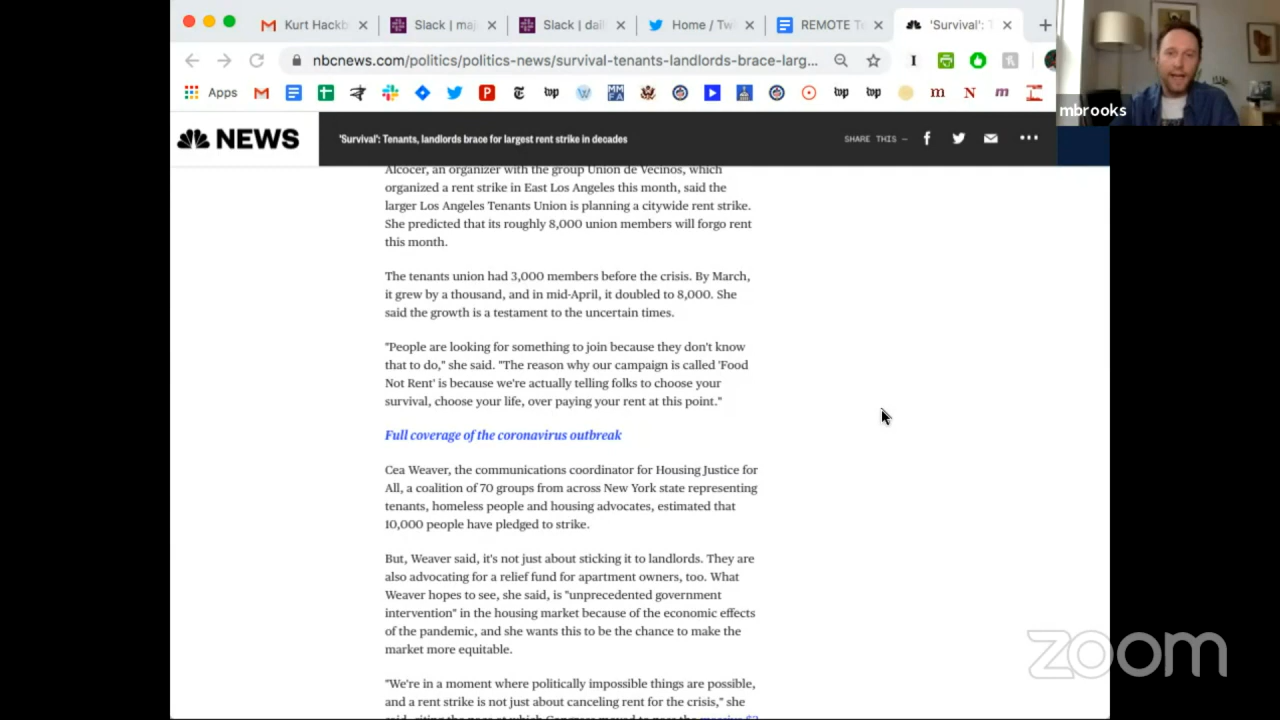 Kurt Hackb
Slack | maj
Slack | dail
Home / Tw
REMOTE T
'Survival': T
nbcnews.com/politics/politics-news/survival-tenants-landlords-brace-larg...
Apps
mbrooks
NEWS
'Survival': Tenants, landlords brace for largest rent strike in decades
SHARE THIS —
Alcocer, an organizer with the group Union de Vecinos, which
organized a rent strike in East Los Angeles this month, said the
larger Los Angeles Tenants Union is planning a citywide rent strike.
She predicted that its roughly 8,000 union members will forgo rent
this month.
The tenants union had 3,000 members before the crisis. By March,
it grew by a thousand, and in mid-April, it doubled to 8,000. She
said the growth is a testament to the uncertain times.
"People are looking for something to join because they don't know
that to do," she said. "The reason why our campaign is called 'Food
Not Rent' is because we're actually telling folks to choose your
survival, choose your life, over paying your rent at this point."
Full coverage of the coronavirus outbreak
Cea Weaver, the communications coordinator for Housing Justice for
All, a coalition of 70 groups from across New York state representing
tenants, homeless people and housing advocates, estimated that
10,000 people have pledged to strike.
But, Weaver said, it's not just about sticking it to landlords. They are
also advocating for a relief fund for apartment owners, too. What
Weaver hopes to see, she said, is "unprecedented government
intervention" in the housing market because of the economic effects
of the pandemic, and she wants this to be the chance to make the
market more equitable.
"We're in a moment where politically impossible things are possible,
and a rent strike is not just about canceling rent for the crisis," she
said, citing the pace at which Congress moved to pass the massive $2
zoom